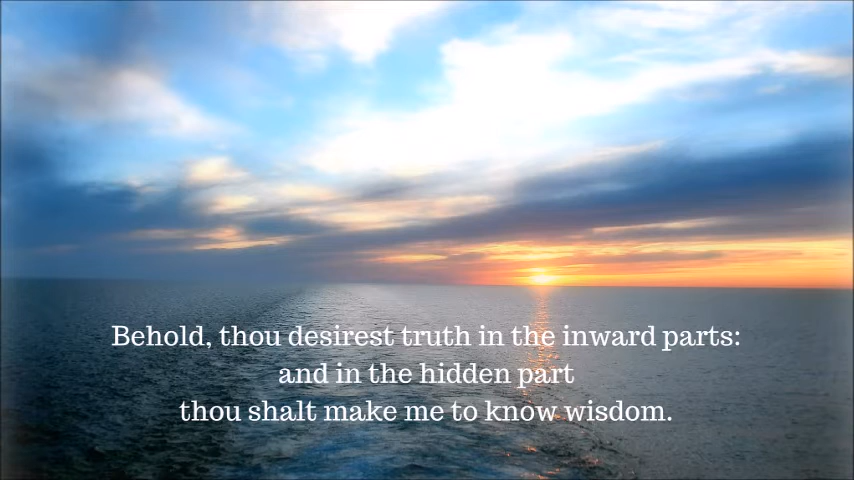 Behold, thou desirest truth in the inward parts:
and in the hidden part
thou shalt make me to know wisdom.